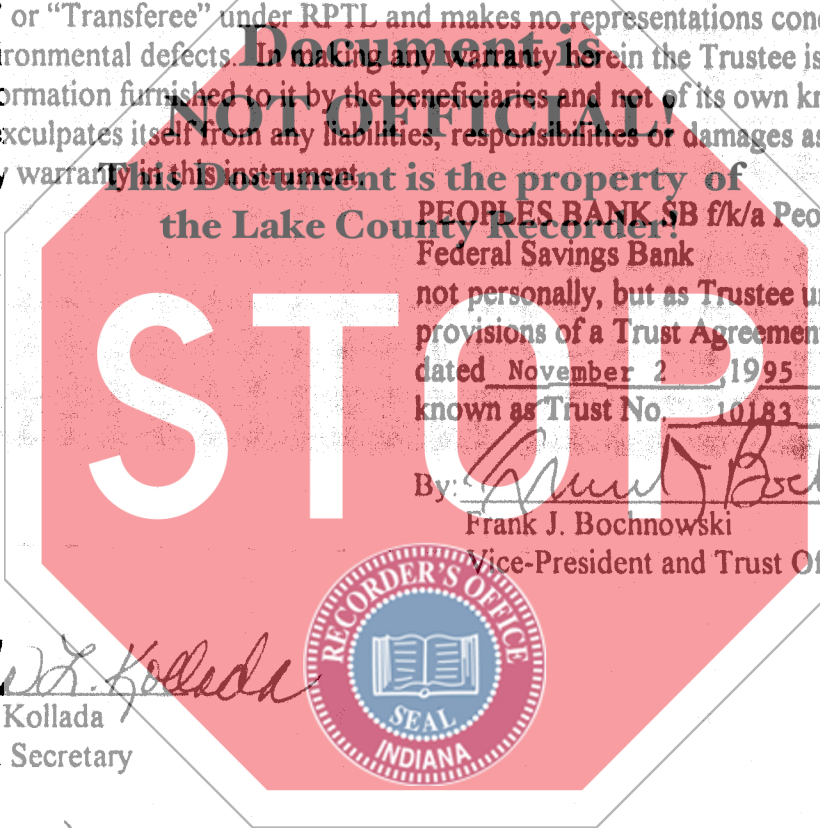 or “Transferee” under RPTL and makes no representations
Document is
ironmental defects. In making any warranty herein the Trustee is
ormation furnished to it by the beneficiaries and not of its own
NOT OFFICIAL!
exculpates itself from any liabilities, responsibilities or damages as
warranty in this instrument.
This Document is the property of
the Lake County Recorder!
PEOPLES BANK SB f/k/a Peo
Federal Savings Bank
not personally, but as Trustee
provisions of a Trust Agreement
dated November 2, 1995
known as Trust No. 10183
STOP
By:
Frank J. Bochnowski
Vice-President and Trust
RECORDER'S OFFICE
SEAL
INDIANA
L. Kollada
Kollada
Secretary